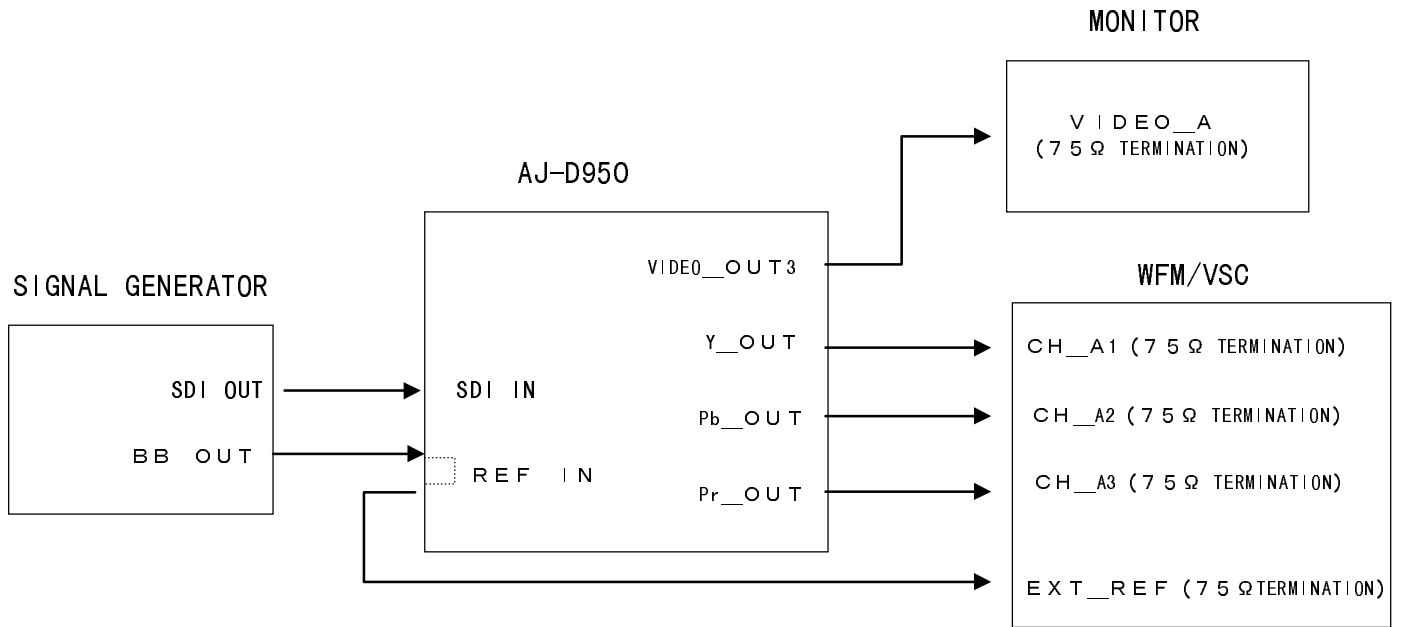 MONITOR
VIDEO_A
(75Ω TERMINATION)
AJ-D950
VIDEO_OUT3
WFM/VSC
SIGNAL GENERATOR
Y_OUT
CH_A1 (75Ω TERMINATION)
SDI OUT
SDI IN
Pb_OUT
CH_A2 (75Ω TERMINATION)
BB OUT
REF IN
Pr_OUT
CH_A3 (75Ω TERMINATION)
EXT_REF (75ΩTERMINATION)